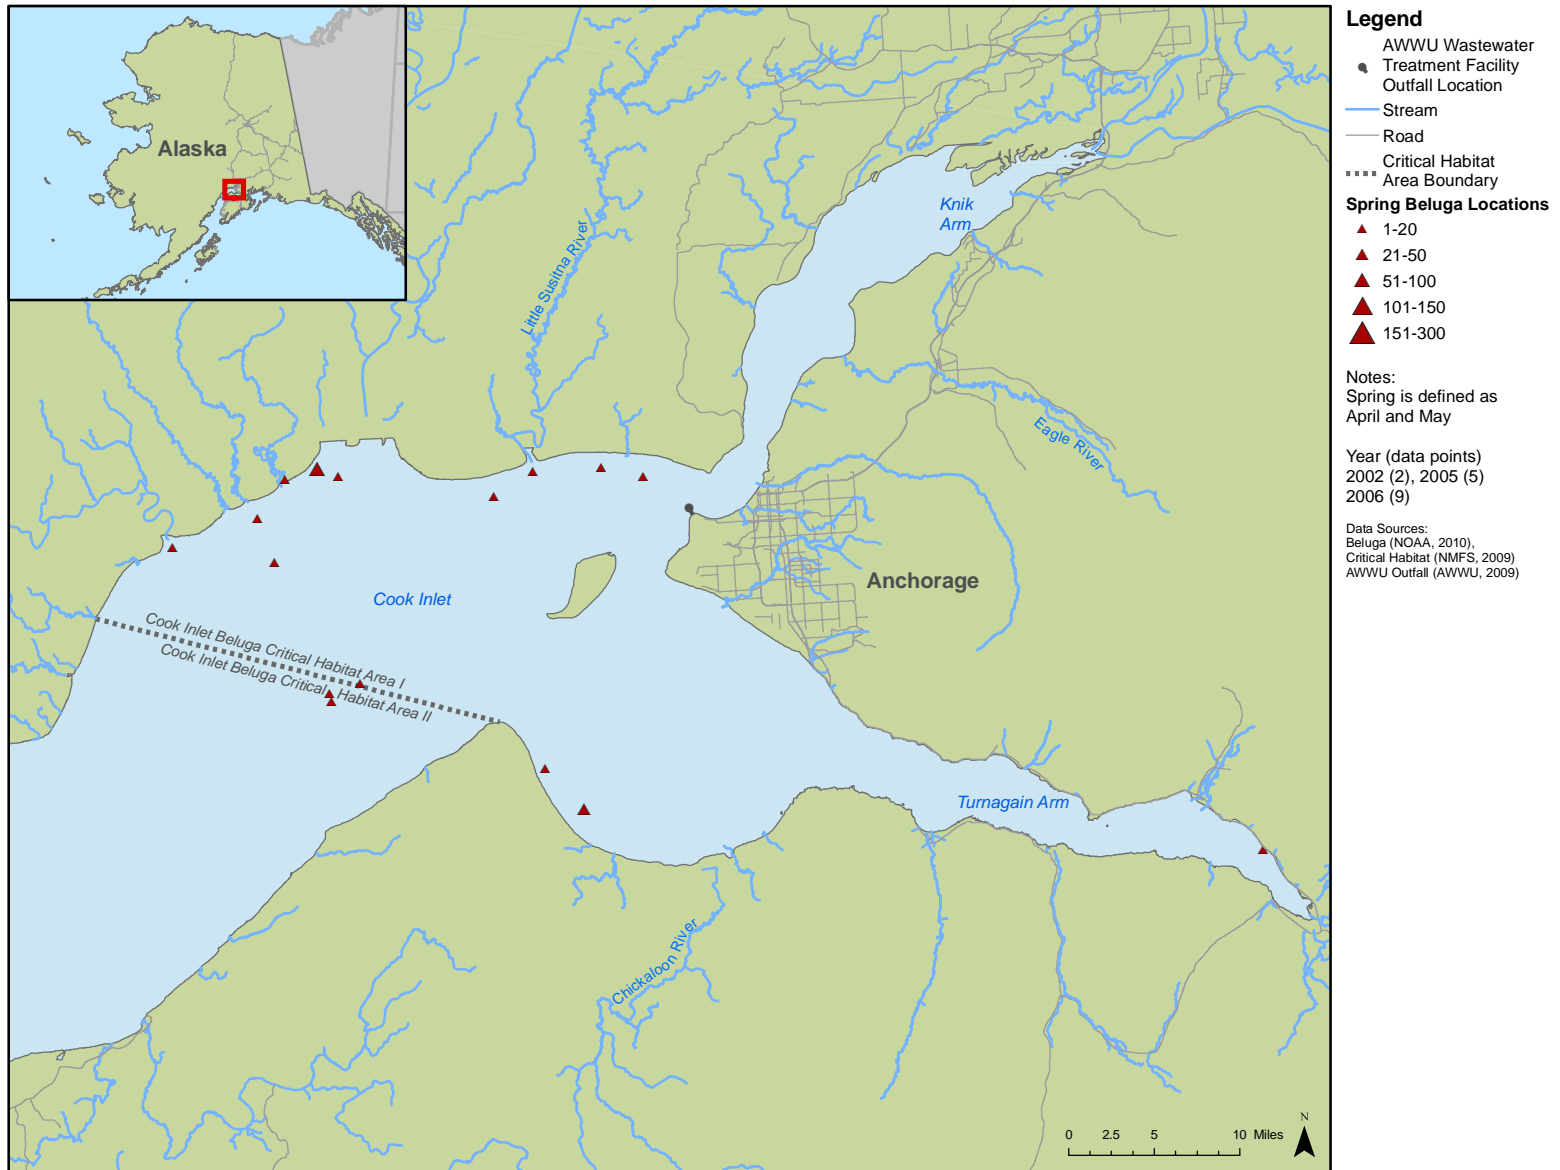 Alaska
Knik
Arm
Little Susitna River
Eagle River
Anchorage
Cook Inlet
Cook Inlet Beluga Critical Habitat Area I
Cook Inlet Beluga Critical Habitat Area II
Turnagain Arm
Chickaloon River
0 2.5 5 10 Miles
N
Legend
AWWU Wastewater
Treatment Facility
Outfall Location
Stream
Road
Critical Habitat
Area Boundary
Spring Beluga Locations
1-20
21-50
51-100
101-150
151-300
Notes:
Spring is defined as
April and May
Year (data points)
2002 (2), 2005 (5)
2006 (9)
Data Sources:
Beluga (NOAA, 2010),
Critical Habitat (NMFS, 2009)
AWWU Outfall (AWWU, 2009)